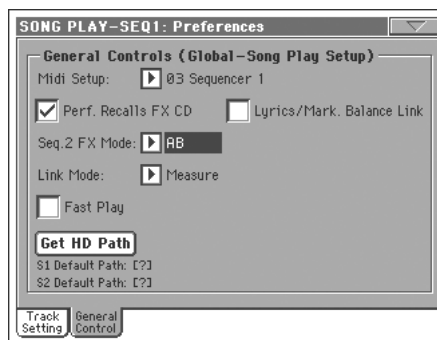 SONG PLAY-SEQ1: Preferences
General Controls (Global-Song Play Setup)
Midi Setup: 03 Sequencer 1
Perf. Recalls FX CD Lyrics/Mark. Balance Link
Seq.2 FX Mode: AB
Link Mode: Measure
Fast Play
Get HD Path
S1 Default Path: [?]
S2 Default Path: [?]
Track Setting
General Control